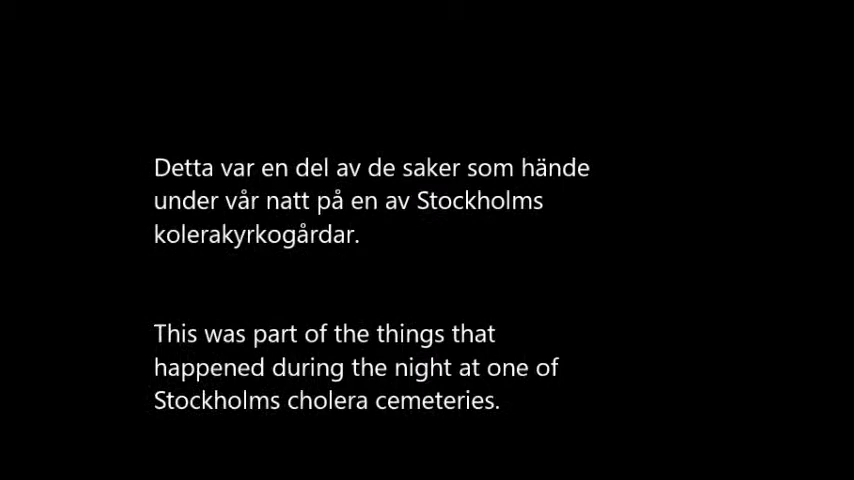 Detta var en del av de saker som hände
under vår natt på en av Stockholms
kolerakyrkogårdar.
This was part of the things that
happened during the night at one of
Stockholms cholera cemeteries.